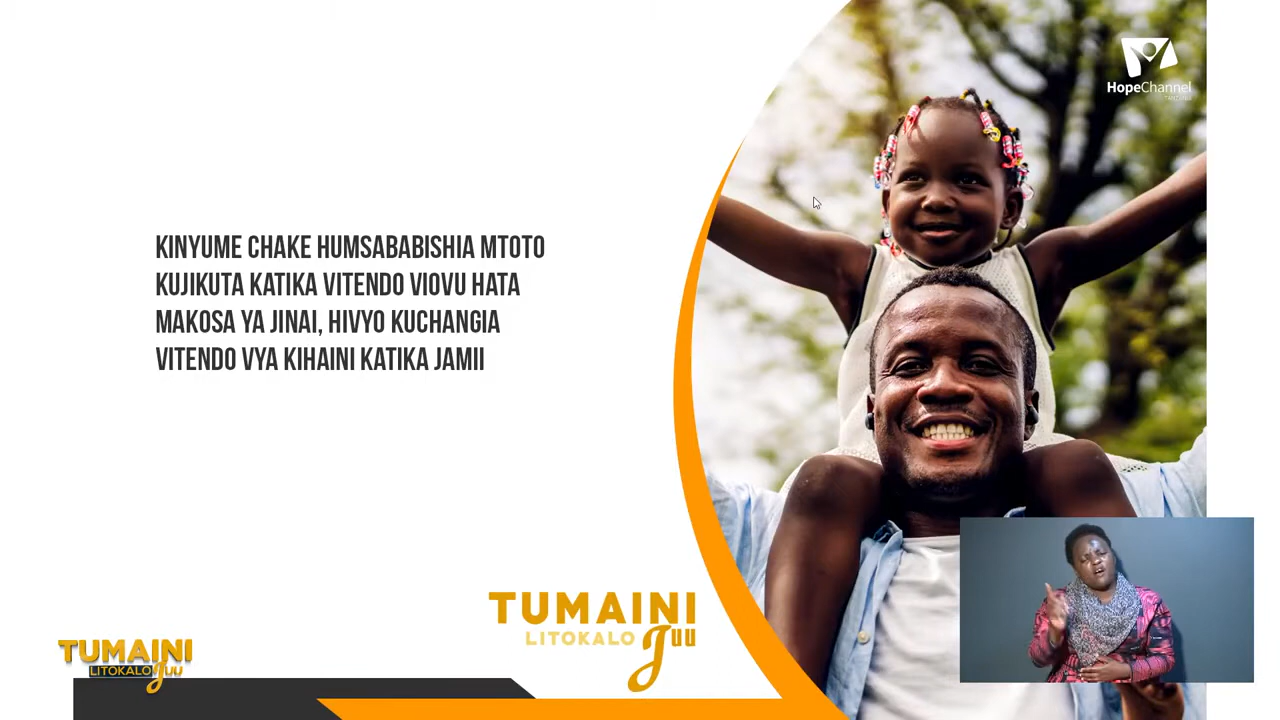 HopeChannel
KINYUME CHAKE HUMSABABISHIA MTOTO
KUJIKUTA KATIKA VITENDO VIOVU HATA
MAKOSA YA JINAI, HIVYO KUCHANGIA
VITENDO VYA KIHAINI KATIKA JAMII
TUMAINI
LITOKALO Juu
TUMAINI
LITOKALO Juu